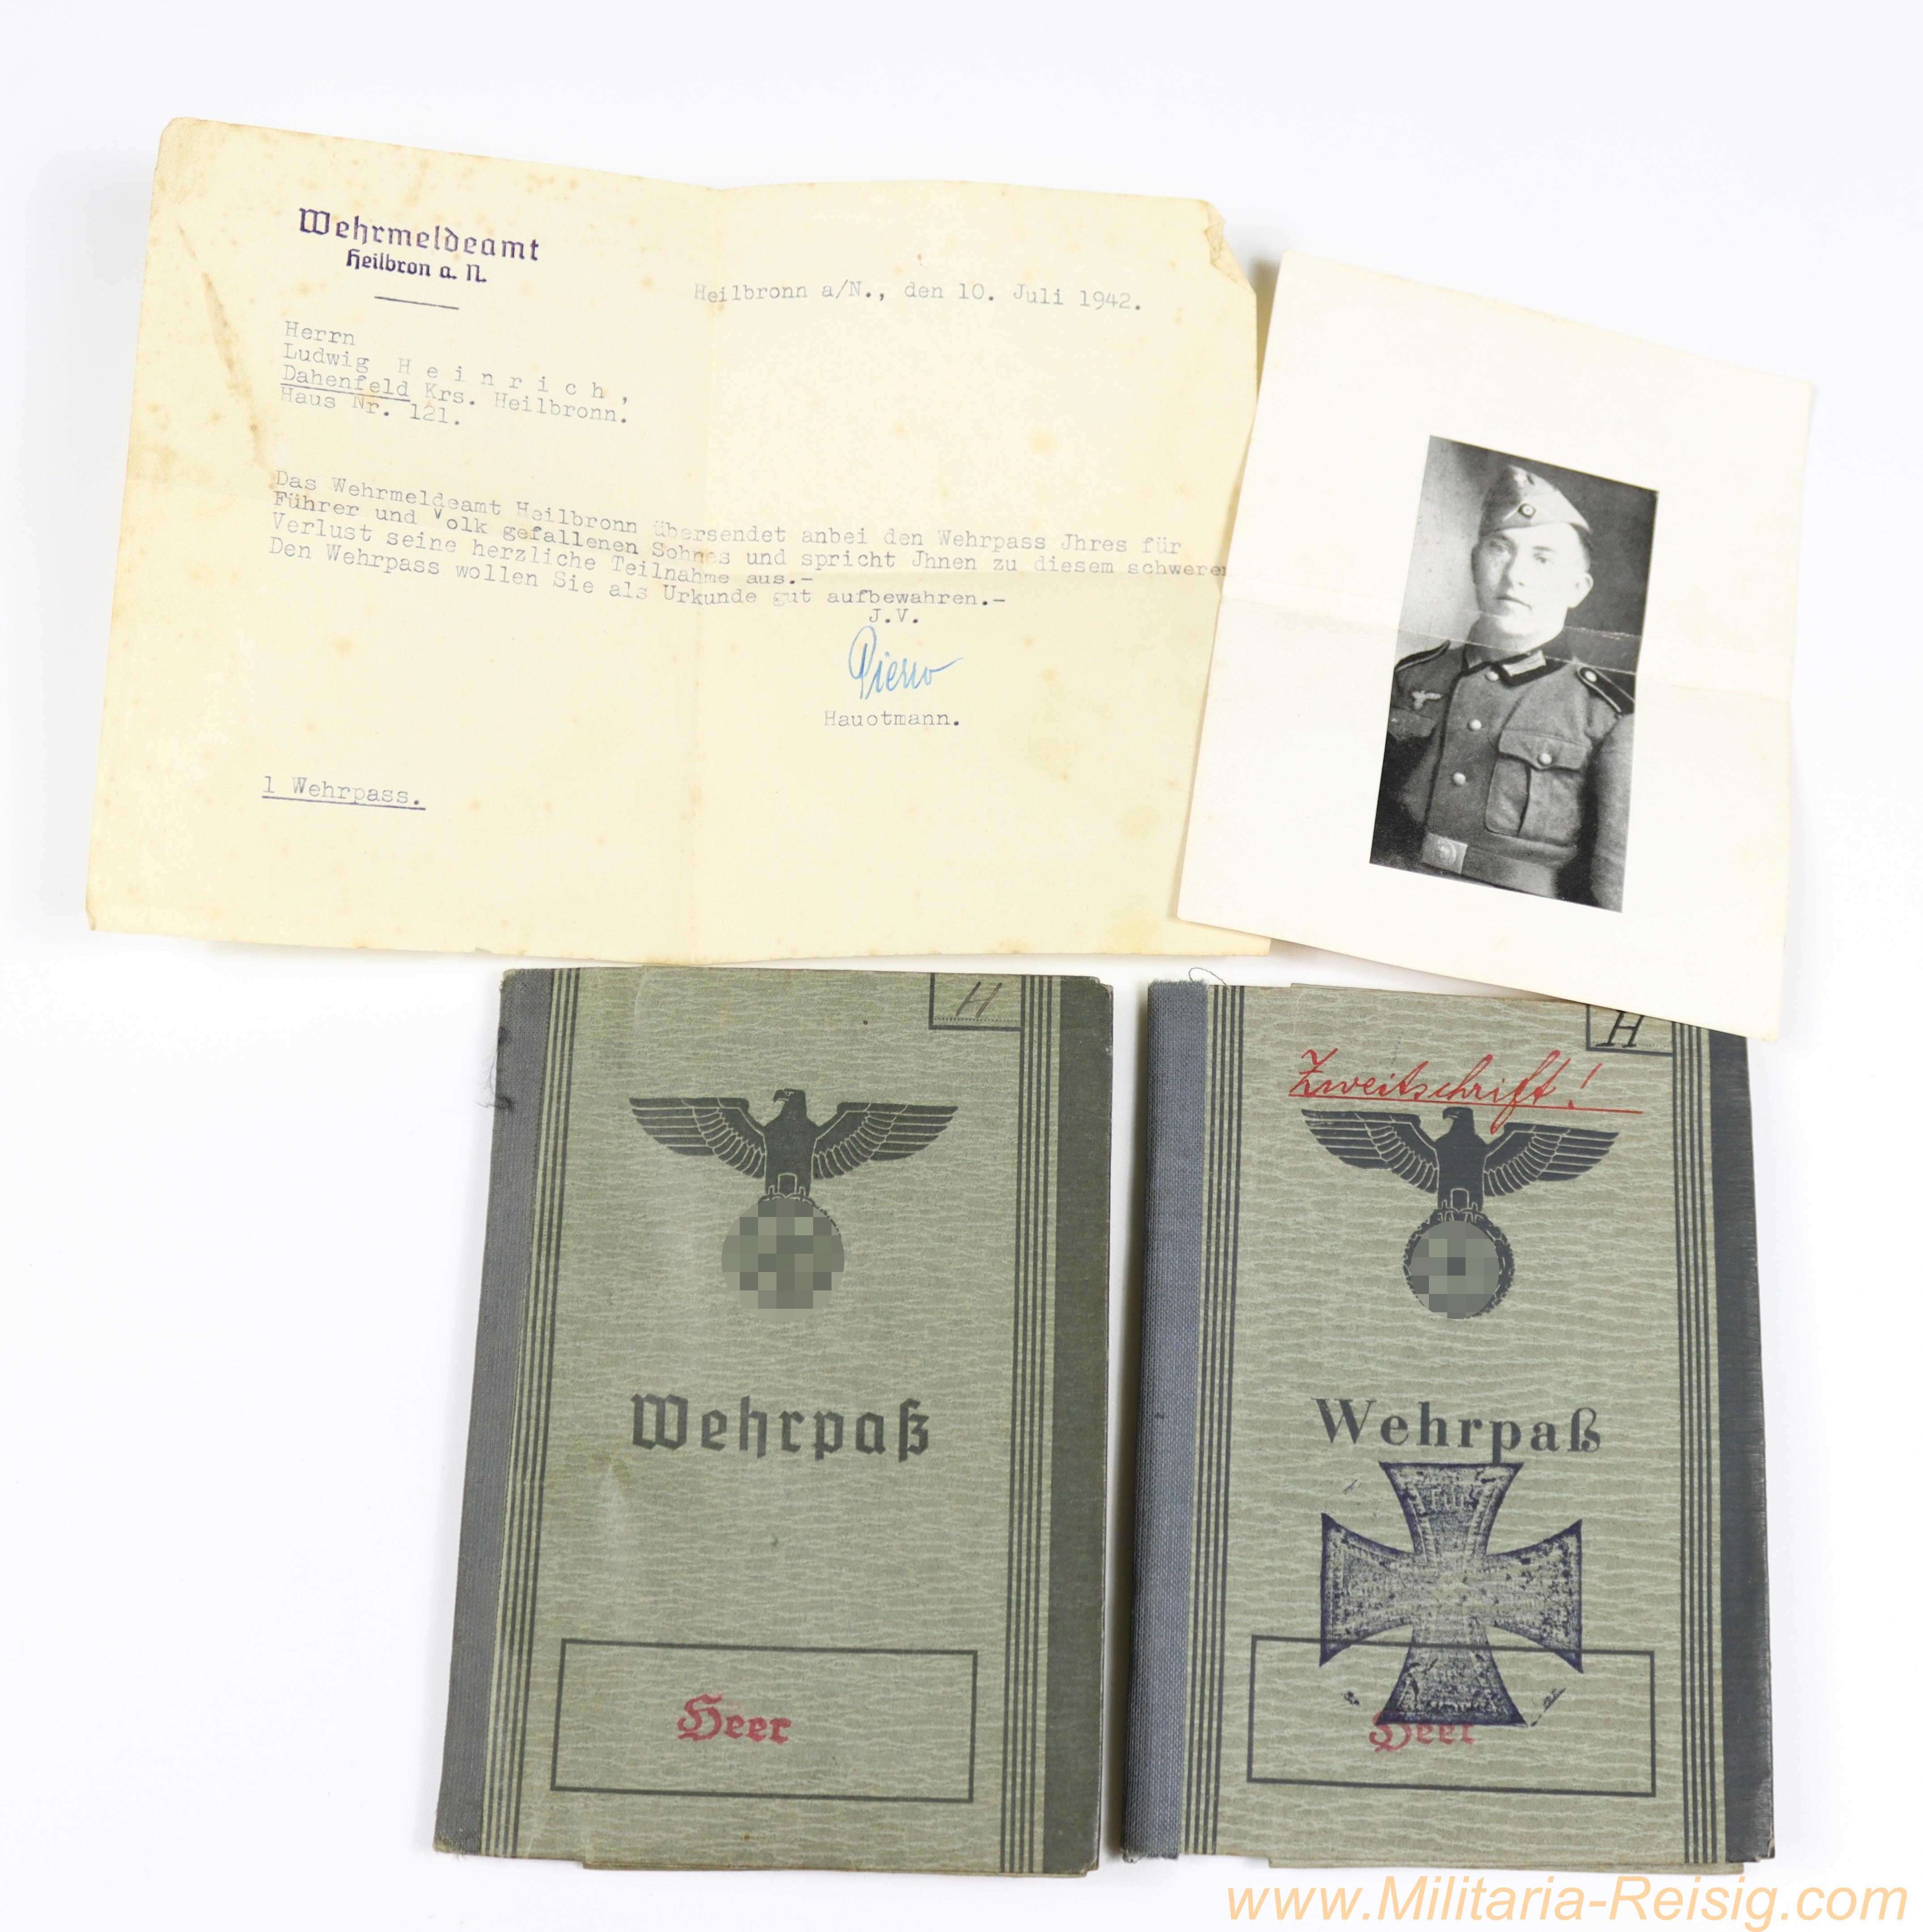 Wehrmeldeamt
Heilbron a. N.
Heilbronn a/N., den 10. Juli 1942.
Herrn
Ludwig H e i n r i c h ,
Dahenfeld Krs. Heilbronn.
Haus Nr. 121.
Das Wehrmeldeamt Heilbronn übersendet anbei den Wehrpass Jhres für
Führer und Volk gefallenen Sohnes und spricht Jhnen zu diesem schweren
Verlust seine herzliche Teilnahme aus.-
Den Wehrpass wollen Sie als Urkunde gut aufbewahren.-
J.V.
Hauotmann.
1 Wehrpass.
H
Wehrpaß
Heer
H
Zweitschrift!
Wehrpaß
Heer
www.Militaria-Reisig.com